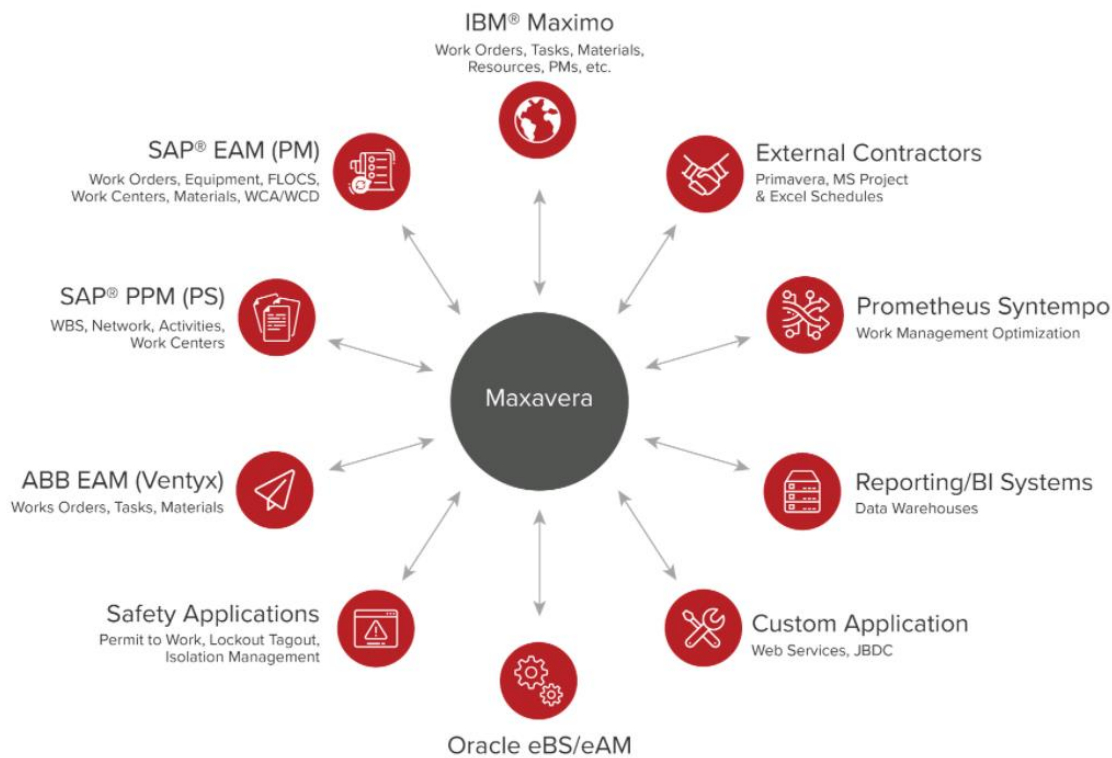 IBM® Maximo
Work Orders, Tasks, Materials,
Resources, PMs, etc.
SAP® EAM (PM)
Work Orders, Equipment, FLOCS,
Work Centers, Materials, WCA/WCD
External Contractors
Primavera, MS Project
& Excel Schedules
SAP® PPM (PS)
WBS, Network, Activities,
Work Centers
Prometheus Syntempo
Work Management Optimization
Maxavera
ABB EAM (Ventyx)
Works Orders, Tasks, Materials
Reporting/BI Systems
Data Warehouses
Safety Applications
Permit to Work, Lockout Tagout,
Isolation Management
Custom Application
Web Services, JBDC
Oracle eBS/eAM